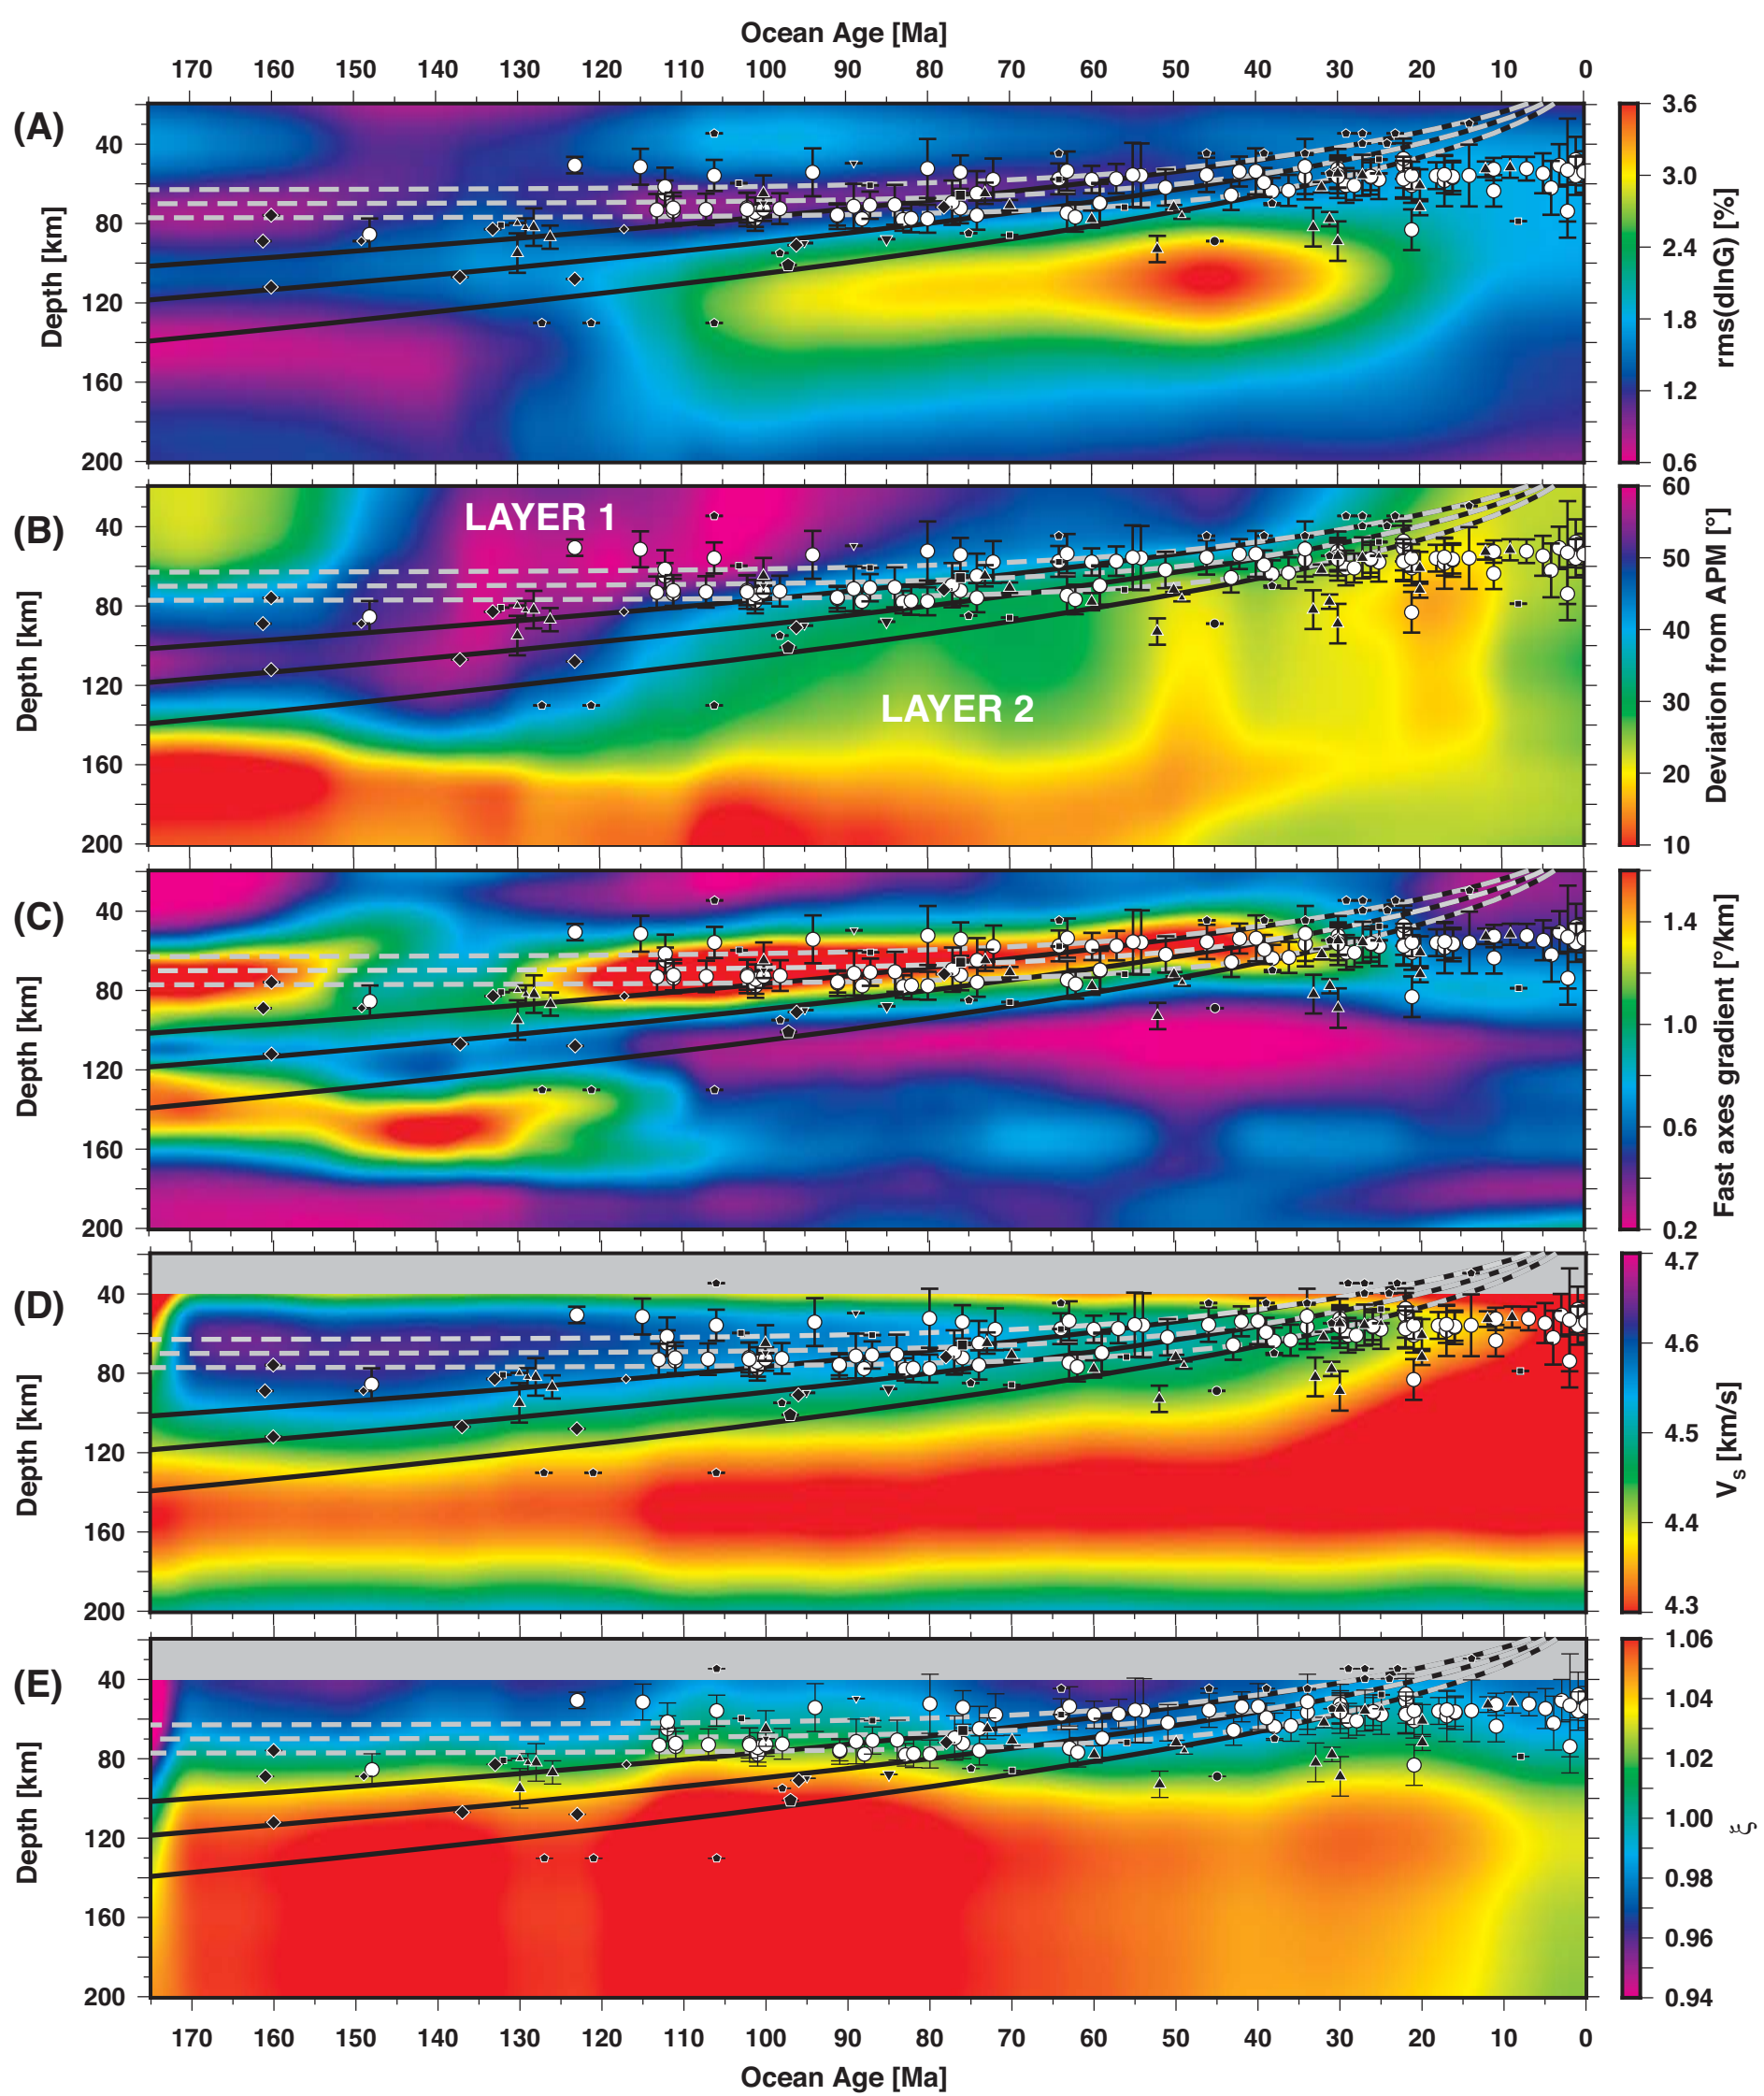 Ocean Age [Ma]
170 160 150 140 130 120 110 100 90 80 70 60 50 40 30 20 10 0
(A)
Depth [km]
40
80
120
160
200
3.6
3.0
2.4
1.8
1.2
0.6
rms(dlnG) [%]
(B)
Depth [km]
40
80
120
160
200
LAYER 1
LAYER 2
60
50
40
30
20
10
Deviation from APM [°]
(C)
Depth [km]
40
80
120
160
200
1.4
1.0
0.6
0.2
Fast axes gradient [°/km]
(D)
Depth [km]
40
80
120
160
200
4.7
4.6
4.5
4.4
4.3
Vs [km/s]
(E)
Depth [km]
40
80
120
160
200
1.06
1.04
1.02
1.00
0.98
0.96
0.94
ξ
170 160 150 140 130 120 110 100 90 80 70 60 50 40 30 20 10 0
Ocean Age [Ma]